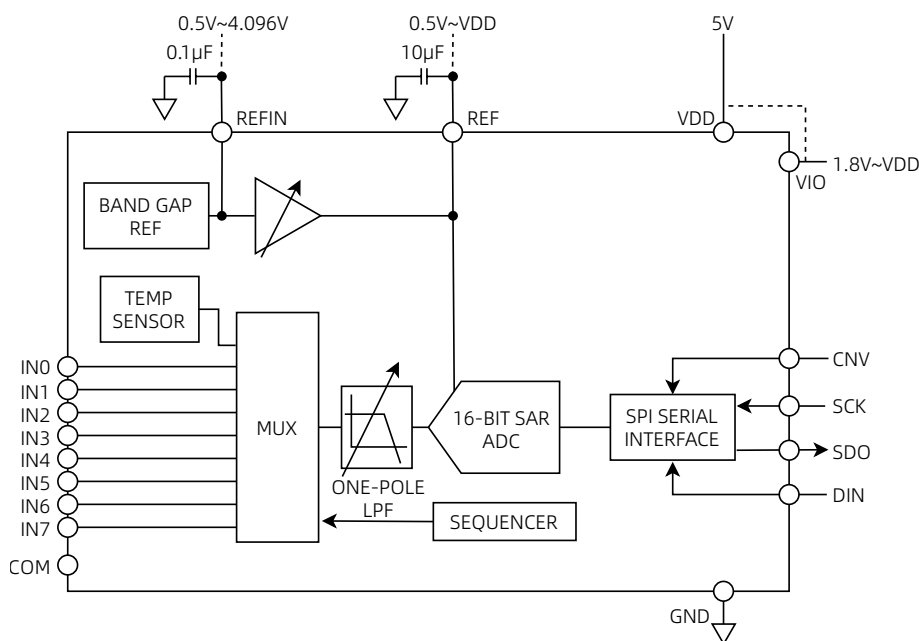 0.5V~4.096V
0.5V~VDD
5V
0.1µF
10µF
REFIN
REF
VDD
1.8V~VDD
VIO
BAND GAP
REF
TEMP
SENSOR
IN0
IN1
IN2
IN3
IN4
IN5
IN6
IN7
COM
MUX
ONE-POLE
LPF
16-BIT SAR
ADC
SEQUENCER
SPI SERIAL
INTERFACE
CNV
SCK
SDO
DIN
GND